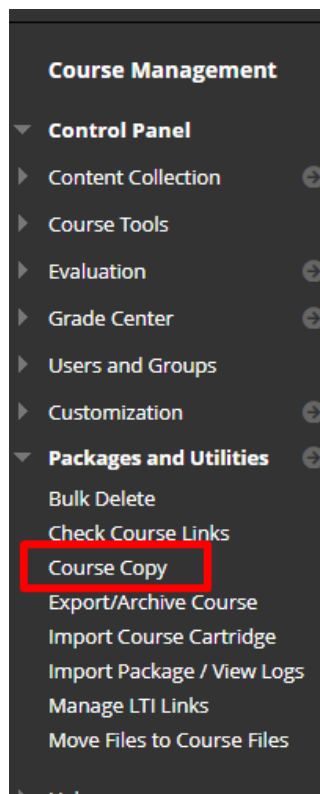 Course Management
Control Panel
Content Collection
Course Tools
Evaluation
Grade Center
Users and Groups
Customization
Packages and Utilities
Bulk Delete
Check Course Links
Course Copy
Export/Archive Course
Import Course Cartridge
Import Package / View Logs
Manage LTI Links
Move Files to Course Files